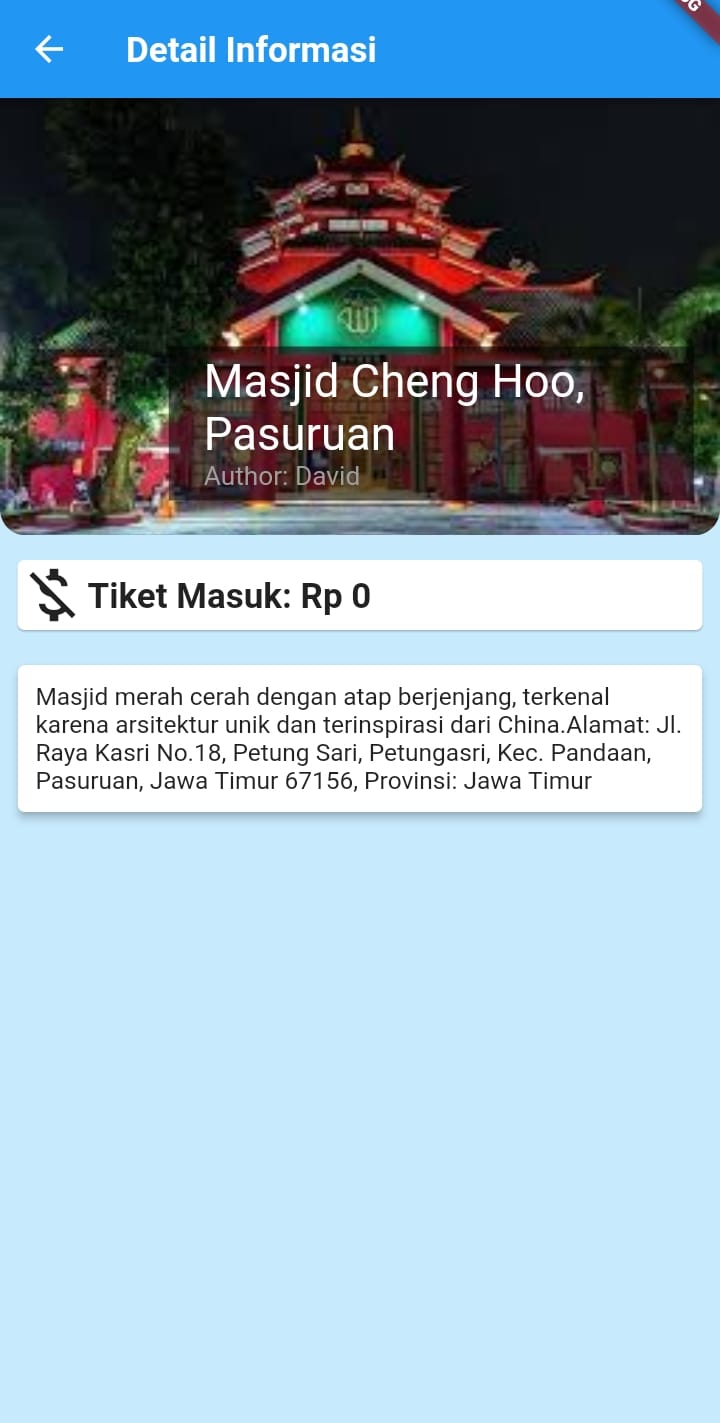 Detail Informasi
Masjid Cheng Hoo,
Pasuruan
Author: David
Tiket Masuk: Rp 0
Masjid merah cerah dengan atap berjenjang, terkenal
karena arsitektur unik dan terinspirasi dari China.Alamat: Jl.
Raya Kasri No.18, Petung Sari, Petungasri, Kec. Pandaan,
Pasuruan, Jawa Timur 67156, Provinsi: Jawa Timur